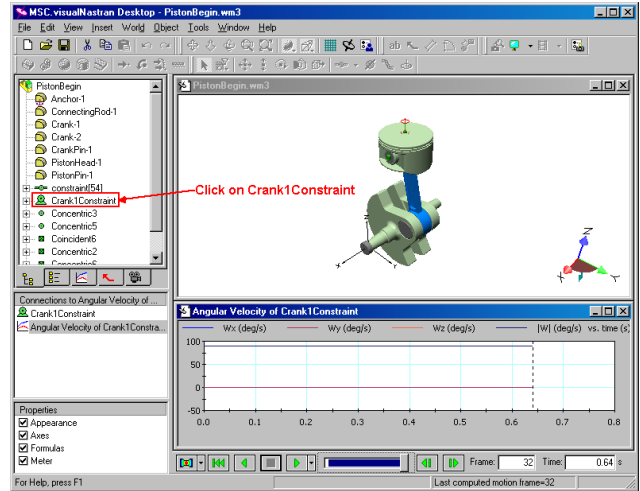 MSC.visualNastran Desktop - PistonBegin.wm3
File Edit View Insert World Object Tools Window Help
PistonBegin
Anchor-1
ConnectingRod-1
Crank-1
Crank-2
CrankPin-1
PistonHead-1
PistonPin-1
constraint[54]
Crank1Constraint
Concentric3
Concentric5
Coincident6
Concentric2
Concentric6
PistonBegin.wm3
Click on Crank1Constraint
z
x
Y
Z
X
Y
Connections to Angular Velocity of ...
Crank1Constraint
Angular Velocity of Crank1Constra...
Properties
Appearance
Axes
Formulas
Meter
Angular Velocity of Crank1Constraint
Wx (deg/s) Wy (deg/s) Wz (deg/s) |W| (deg/s) vs. time (s)
100
50
0
-50
0.0 0.1 0.2 0.3 0.4 0.5 0.6 0.7 0.8
Frame: 32 Time: 0.64 s
For Help, press F1
Last computed motion frame=32